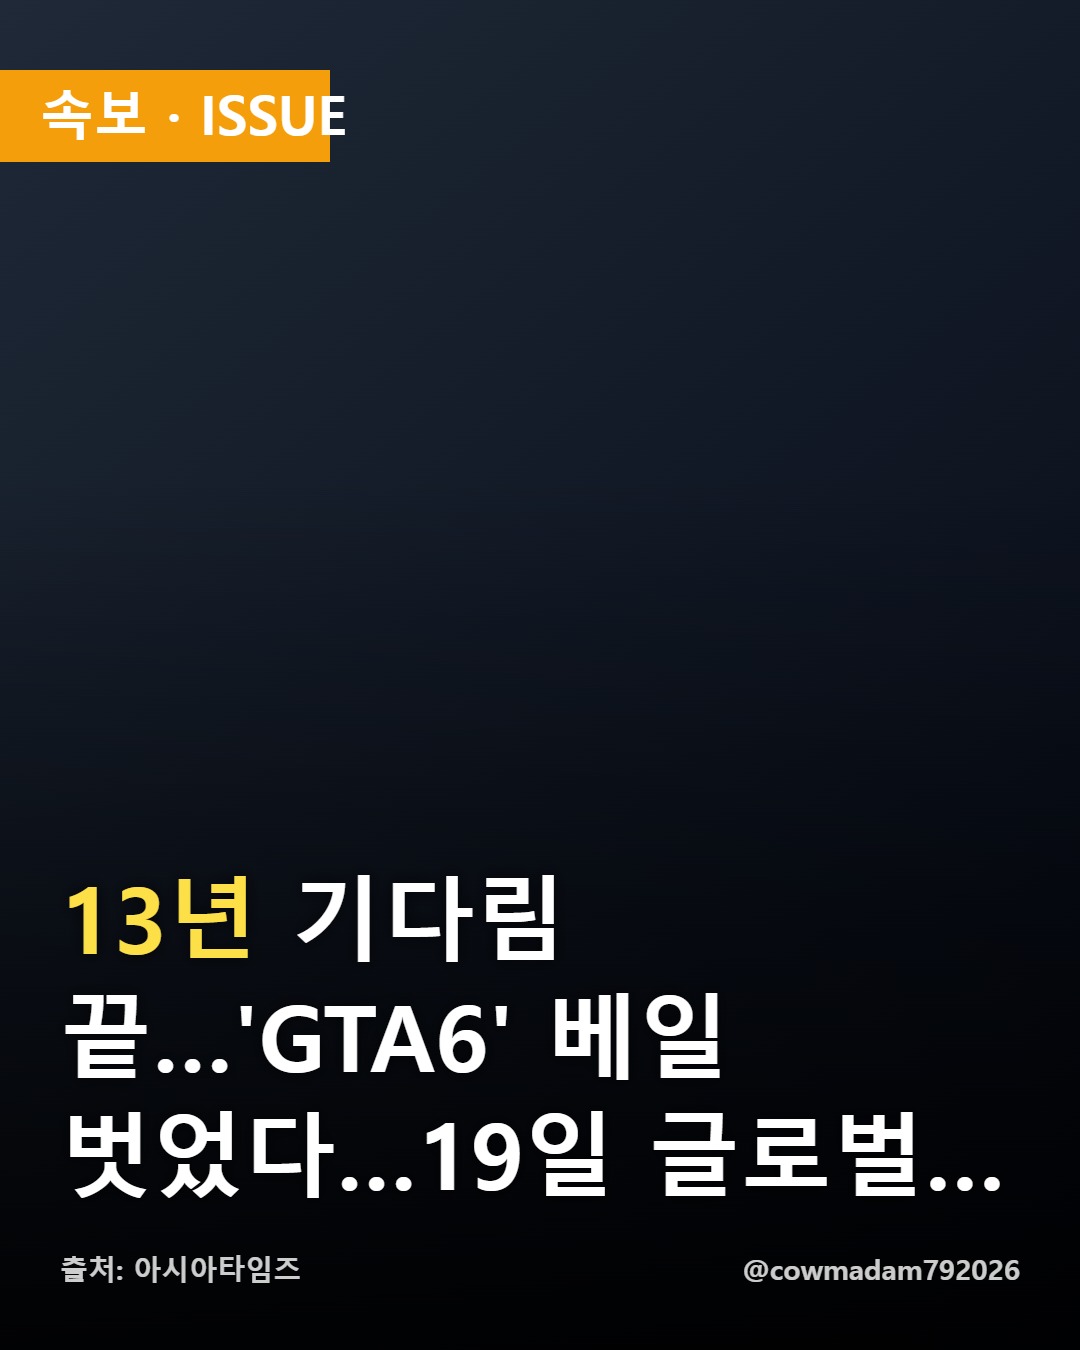 속보 · ISSUE
13년 기다림
끝...'GTA6' 베일
벗었다...19일 글로벌...
출처: 아시아타임즈
@cowmadam792026